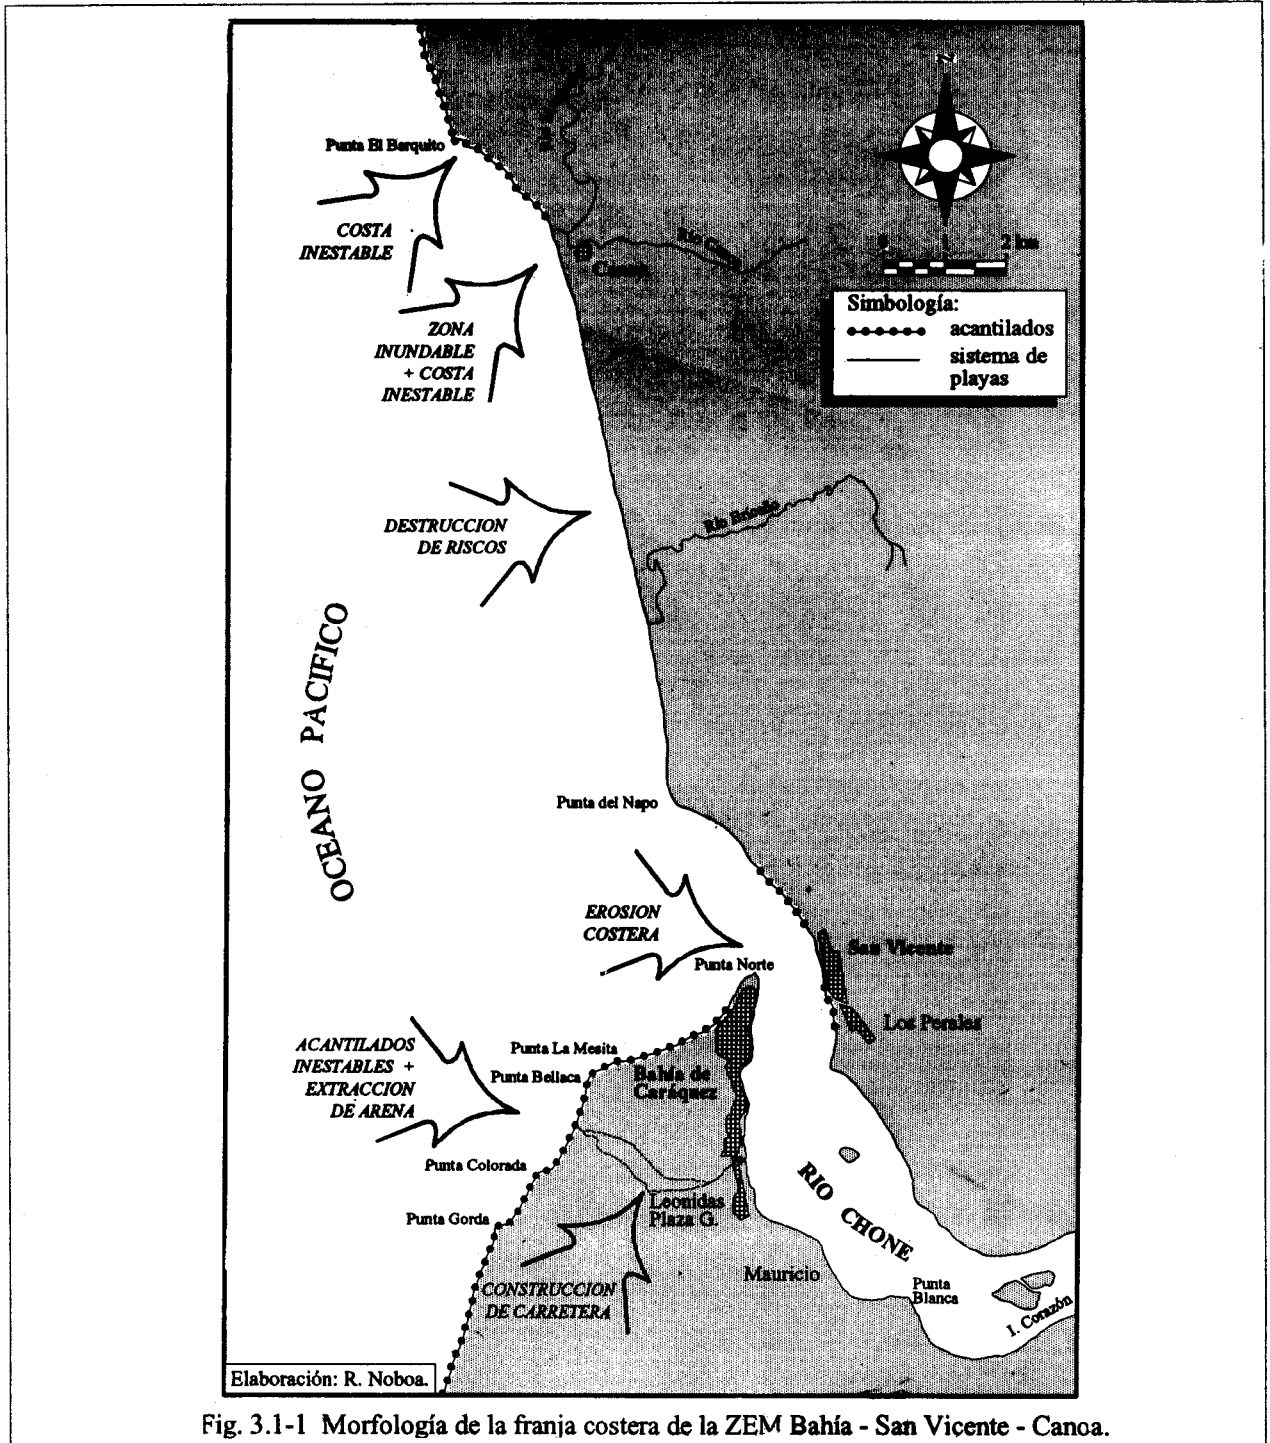 N
Punta El Barquito
COSTA
INESTABLE
Río Canoa
Canoa
0 1 2 km
Simbología:
acantilados
sistema de
playas
ZONA
INUNDABLE
+ COSTA
INESTABLE
DESTRUCCION
DE RISCOS
Río Briceño
OCEANO PACIFICO
Punta del Napo
EROSION
COSTERA
Punta Norte
San Vicente
Los Perales
ACANTILADOS
INESTABLES +
EXTRACCION
DE ARENA
Punta La Mesita
Punta Bellaca
Bahía de
Caráquez
Punta Colorada
Punta Gorda
Leonidas
Plaza G.
RIO CHONE
CONSTRUCCION
DE CARRETERA
Mauricio
Punta
Blanca
I. Corazón
Elaboración: R. Noboa.
Fig. 3.1-1 Morfología de la franja costera de la ZEM Bahía - San Vicente - Canoa.